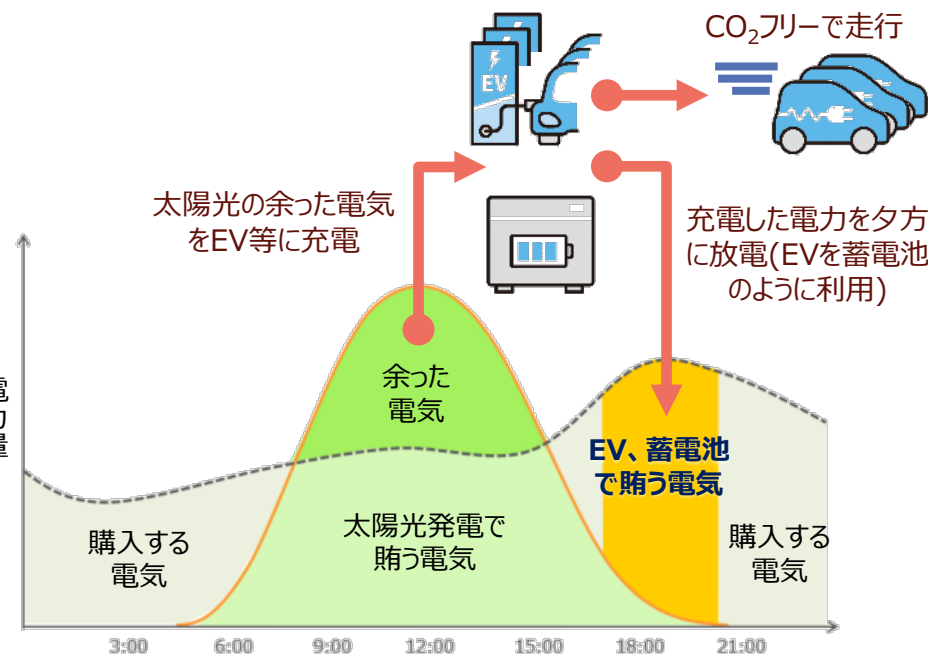 CO₂フリーで走行
EV
太陽光の余った電気
をEV等に充電
充電した電力を夕方
に放電(EVを蓄電池
のように利用)
電力量
余った
電気
EV、蓄電池
で賄う電気
購入する
電気
太陽光発電で
賄う電気
購入する
電気
3:00 6:00 9:00 12:00 15:00 18:00 21:00